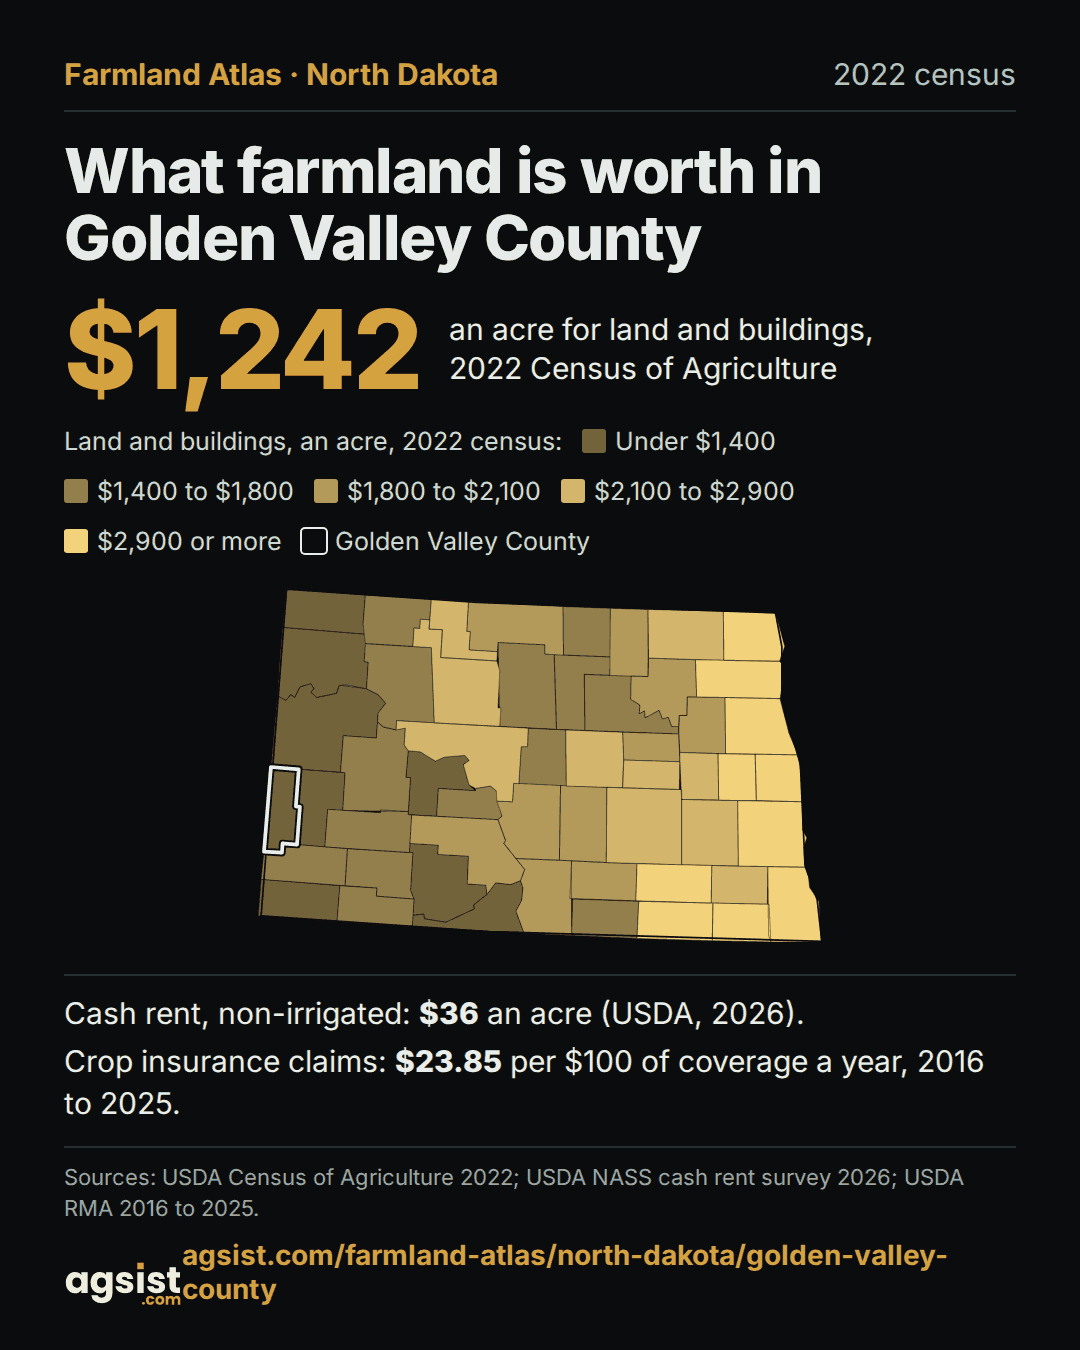 Farmland Atlas · North Dakota
2022 census
What farmland is worth in
Golden Valley County
$1,242
an acre for land and buildings,
2022 Census of Agriculture
Land and buildings, an acre, 2022 census: Under $1,400
$1,400 to $1,800 $1,800 to $2,100 $2,100 to $2,900
$2,900 or more Golden Valley County
Cash rent, non-irrigated: $36 an acre (USDA, 2026).
Crop insurance claims: $23.85 per $100 of coverage a year, 2016
to 2025.
Sources: USDA Census of Agriculture 2022; USDA NASS cash rent survey 2026; USDA
RMA 2016 to 2025.
agsist.com
agsist.com/farmland-atlas/north-dakota/golden-valley-
county